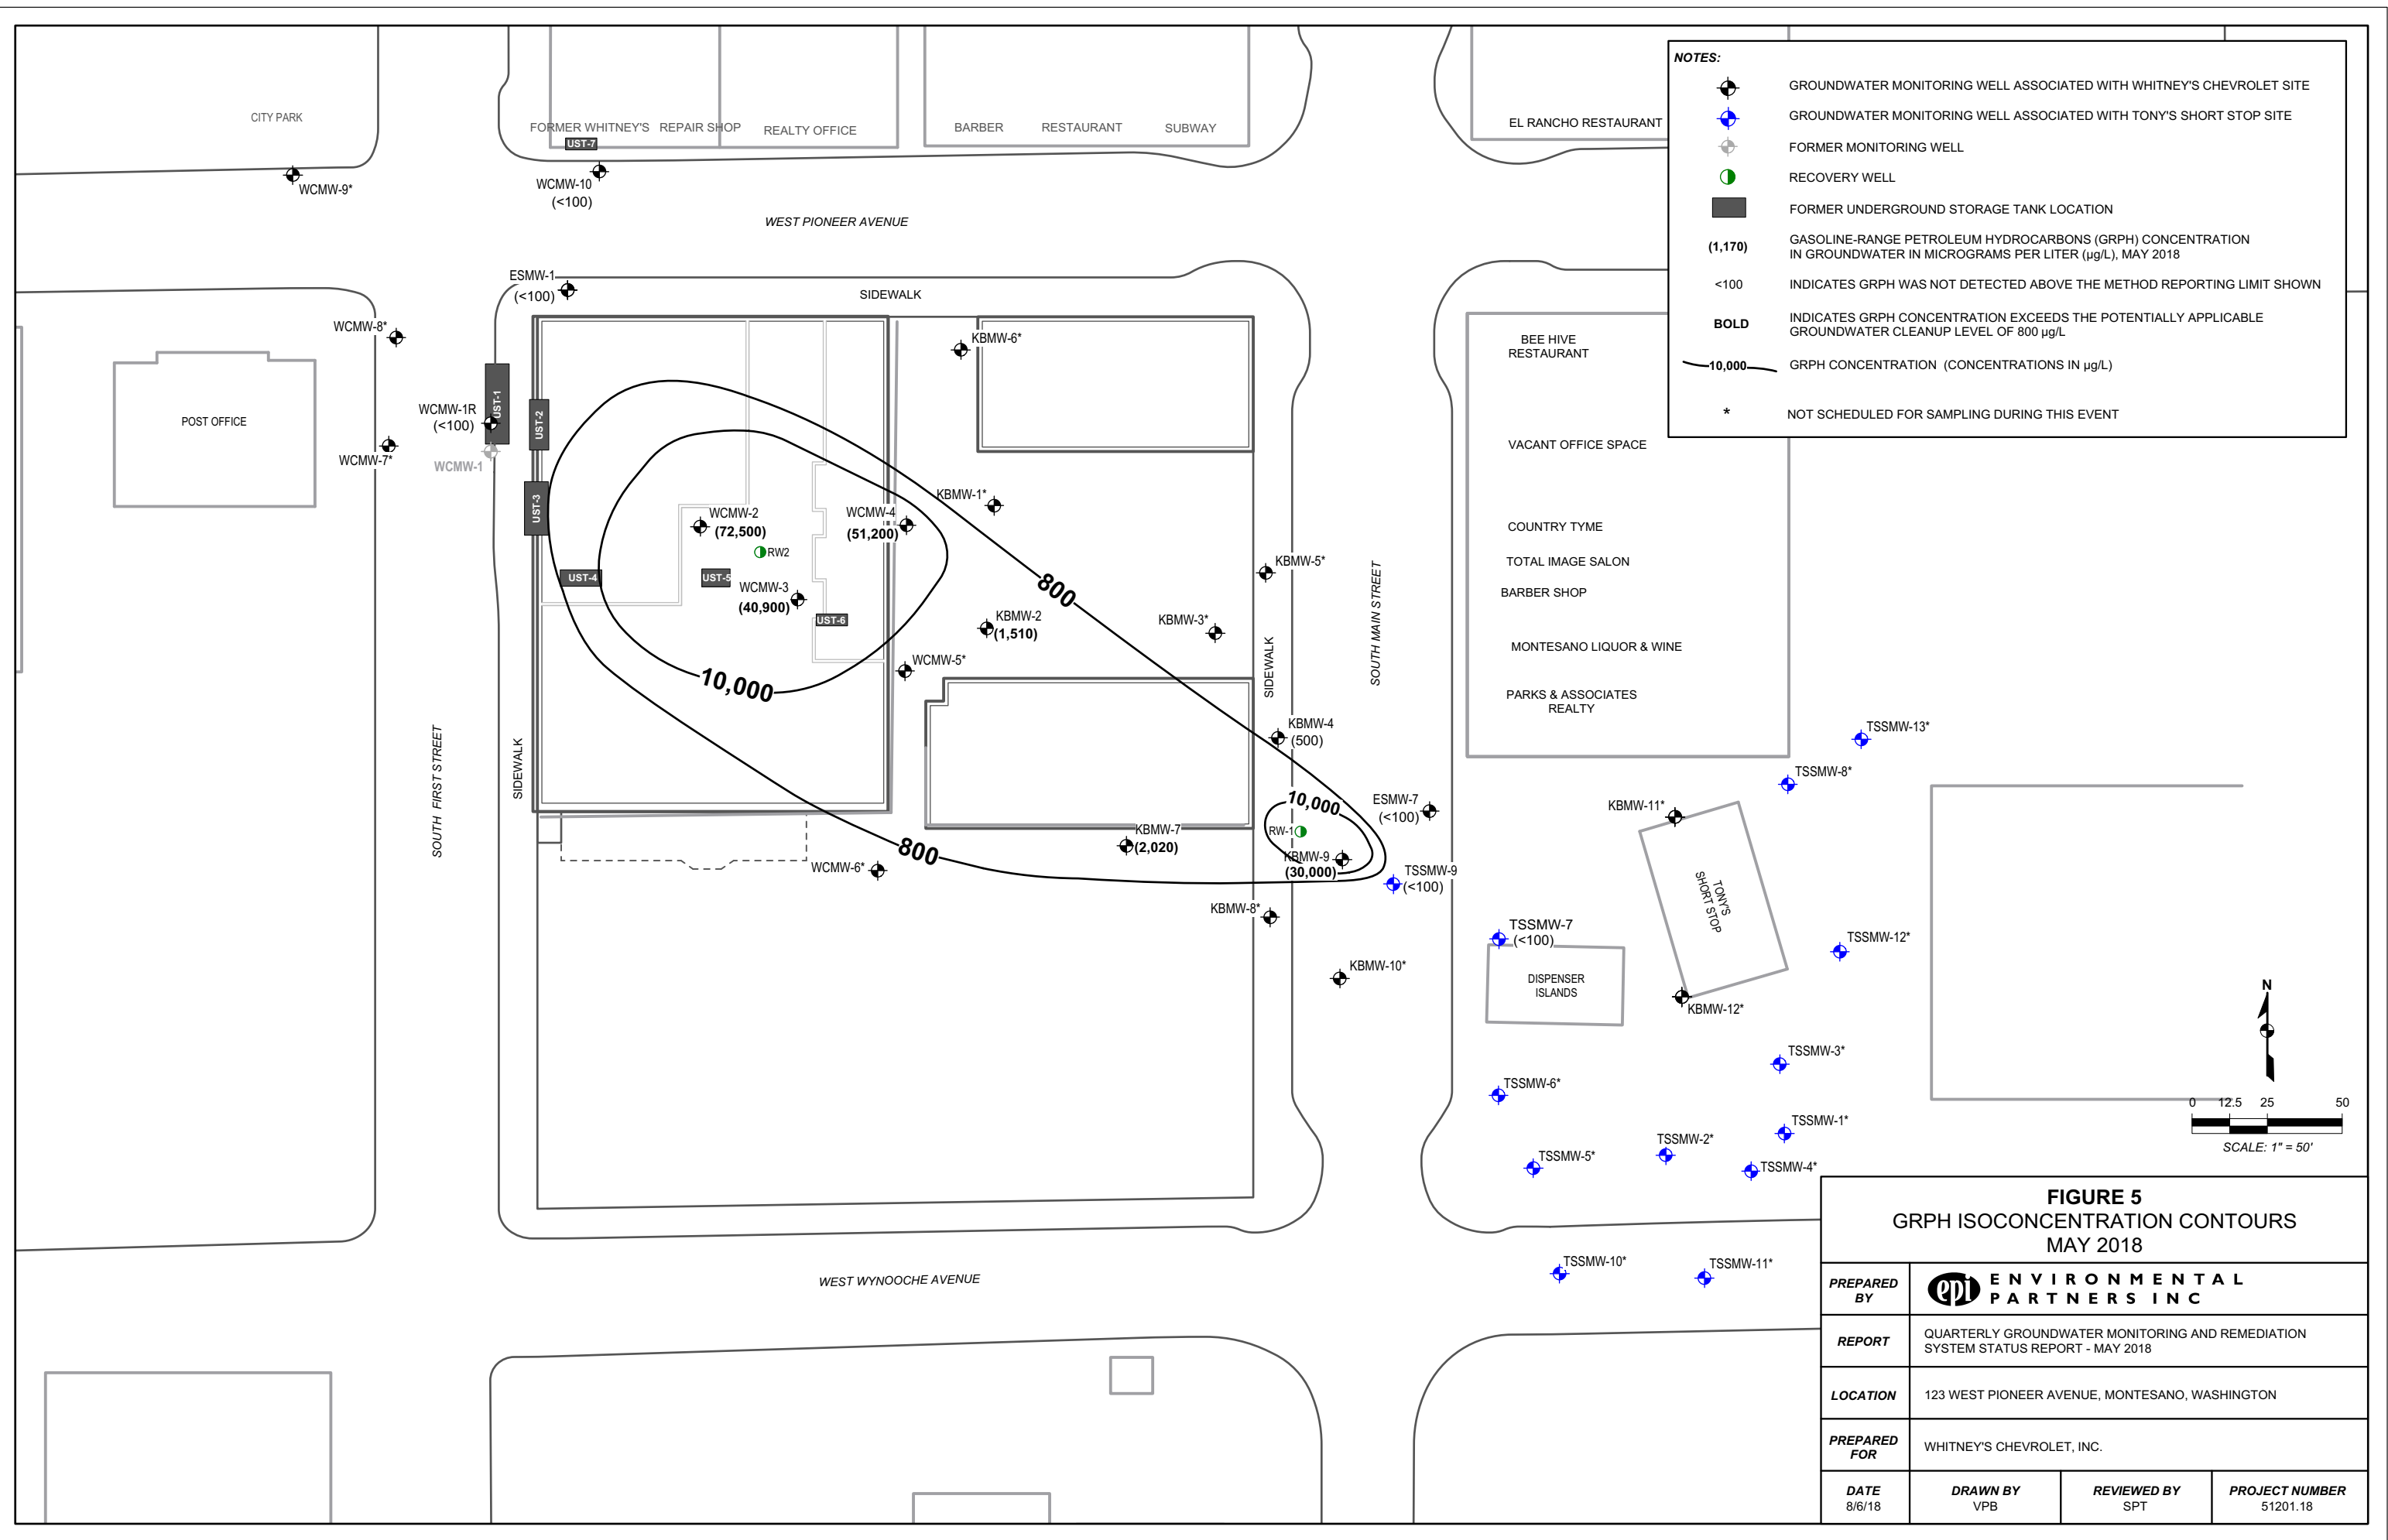 CITY PARK
FORMER WHITNEY'S REPAIR SHOP
UST-7
REALTY OFFICE
BARBER
RESTAURANT
SUBWAY
EL RANCHO RESTAURANT
WCMW-9*
WCMW-10
(<100)
WEST PIONEER AVENUE
NOTES:
GROUNDWATER MONITORING WELL ASSOCIATED WITH WHITNEY'S CHEVROLET SITE
GROUNDWATER MONITORING WELL ASSOCIATED WITH TONY'S SHORT STOP SITE
FORMER MONITORING WELL
RECOVERY WELL
FORMER UNDERGROUND STORAGE TANK LOCATION
(1,170) GASOLINE-RANGE PETROLEUM HYDROCARBONS (GRPH) CONCENTRATION
IN GROUNDWATER IN MICROGRAMS PER LITER (µg/L), MAY 2018
<100 INDICATES GRPH WAS NOT DETECTED ABOVE THE METHOD REPORTING LIMIT SHOWN
BOLD INDICATES GRPH CONCENTRATION EXCEEDS THE POTENTIALLY APPLICABLE
GROUNDWATER CLEANUP LEVEL OF 800 µg/L
10,000 GRPH CONCENTRATION (CONCENTRATIONS IN µg/L)
* NOT SCHEDULED FOR SAMPLING DURING THIS EVENT
ESMW-1
(<100)
SIDEWALK
WCMW-8*
KBMW-6*
POST OFFICE
WCMW-1R
(<100)
UST-1
UST-2
WCMW-7*
WCMW-1
UST-3
WCMW-2
(72,500)
RW2
WCMW-4
(51,200)
KBMW-1*
UST-4
UST-5
WCMW-3
(40,900)
UST-6
800
KBMW-5*
KBMW-2
(1,510)
KBMW-3*
WCMW-5*
10,000
SIDEWALK
SOUTH MAIN STREET
BEE HIVE
RESTAURANT
VACANT OFFICE SPACE
COUNTRY TYME
TOTAL IMAGE SALON
BARBER SHOP
MONTESANO LIQUOR & WINE
PARKS & ASSOCIATES
REALTY
SOUTH FIRST STREET
SIDEWALK
KBMW-4
(500)
TSSMW-13*
TSSMW-8*
10,000
RW-1
ESMW-7
(<100)
KBMW-11*
KBMW-7
(2,020)
800
WCMW-6*
KBMW-9
(30,000)
TSSMW-9
(<100)
KBMW-8*
TONY'S
SHORT STOP
TSSMW-7
(<100)
TSSMW-12*
KBMW-10*
DISPENSER
ISLANDS
KBMW-12*
N
TSSMW-3*
TSSMW-6*
0 12.5 25 50
SCALE: 1" = 50'
TSSMW-1*
TSSMW-2*
TSSMW-5*
TSSMW-4*
TSSMW-10*
TSSMW-11*
WEST WYNOOCHE AVENUE
FIGURE 5
GRPH ISOCONCENTRATION CONTOURS
MAY 2018
PREPARED
BY
epi
ENVIRONMENTAL
PARTNERS INC
REPORT
QUARTERLY GROUNDWATER MONITORING AND REMEDIATION
SYSTEM STATUS REPORT - MAY 2018
LOCATION
123 WEST PIONEER AVENUE, MONTESANO, WASHINGTON
PREPARED
FOR
WHITNEY'S CHEVROLET, INC.
DATE
8/6/18
DRAWN BY
VPB
REVIEWED BY
SPT
PROJECT NUMBER
51201.18